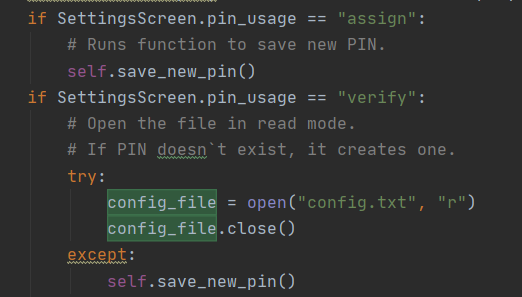 if SettingsScreen.pin_usage == "assign":
# Runs function to save new PIN.
self.save_new_pin()
if SettingsScreen.pin_usage == "verify":
# Open the file in read mode.
# If PIN doesn`t exist, it creates one.
try:
config_file = open("config.txt", "r")
config_file.close()
except:
self.save_new_pin()